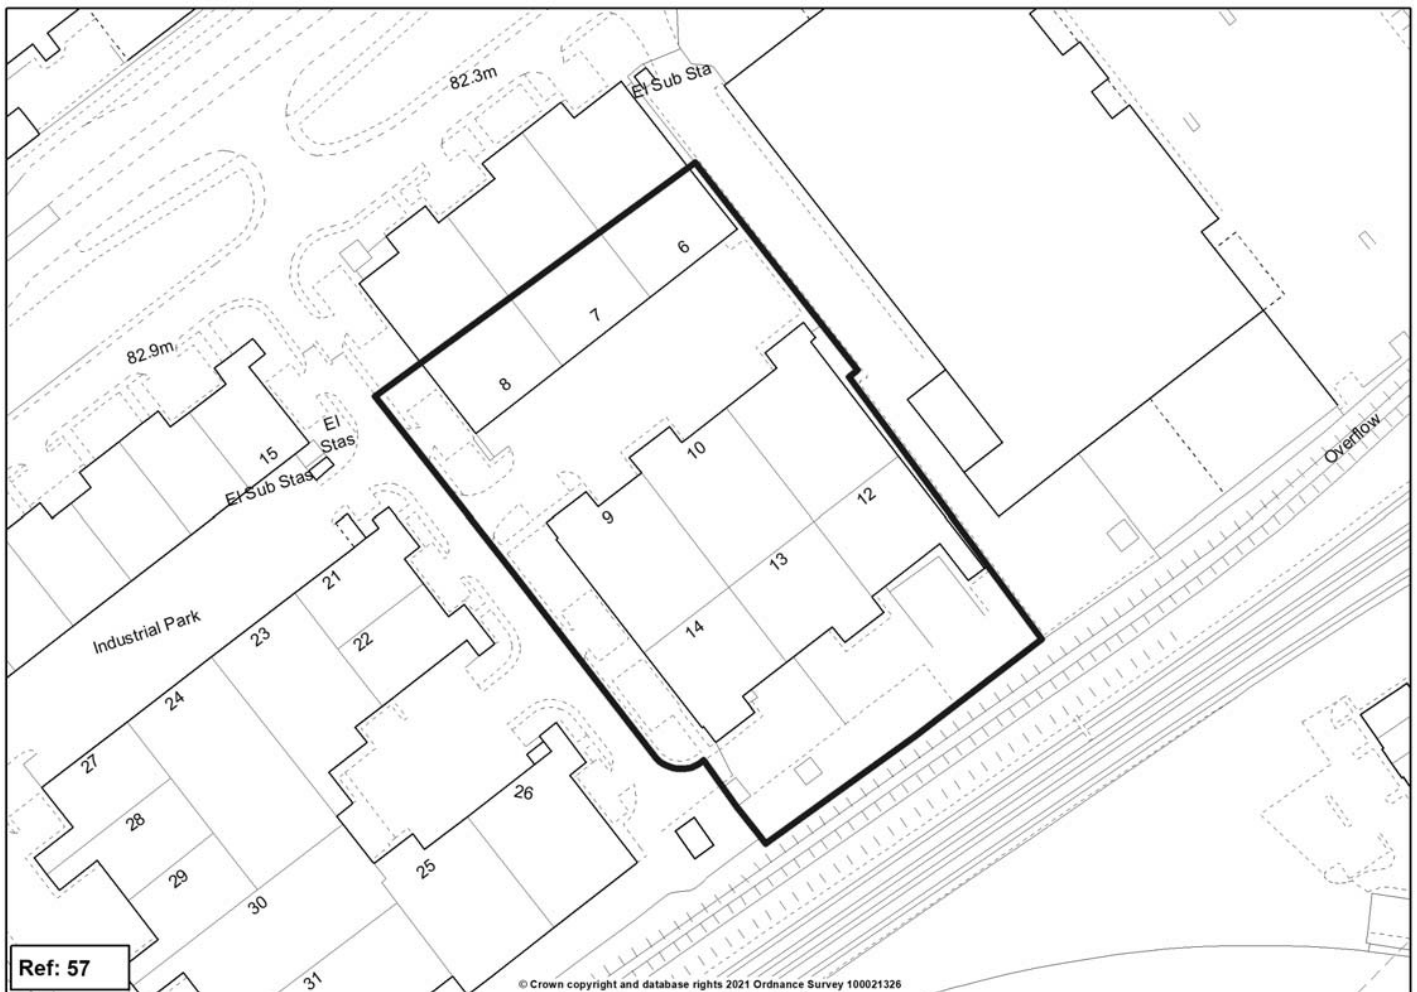 82.3m
El Sub Sta
6
7
8
82.9m
El
Stas
15
El Sub Stas
10
9
12
13
14
21
Industrial Park
23
22
24
27
26
28
25
29
30
31
Overflow
Ref: 57
© Crown copyright and database rights 2021 Ordnance Survey 100021326